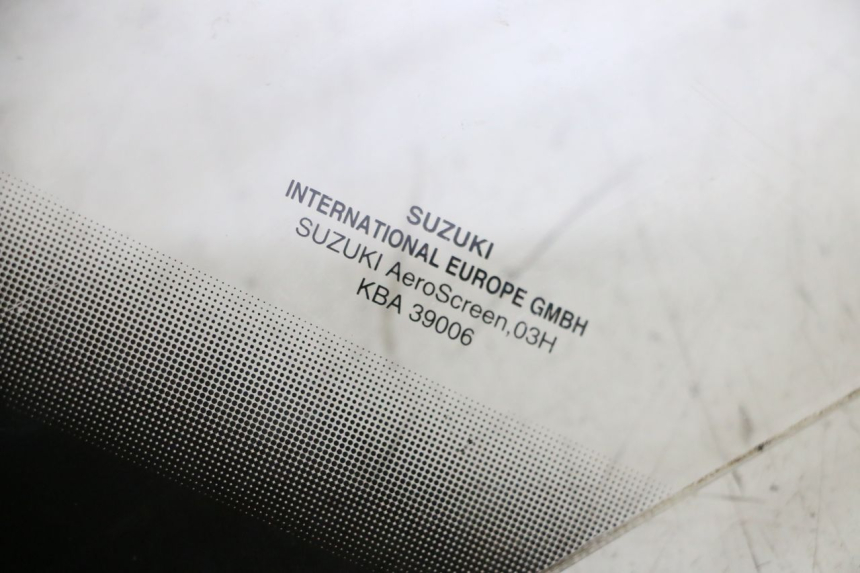 SUZUKI
INTERNATIONAL EUROPE GMBH
SUZUKI AeroScreen,03H
KBA 39006